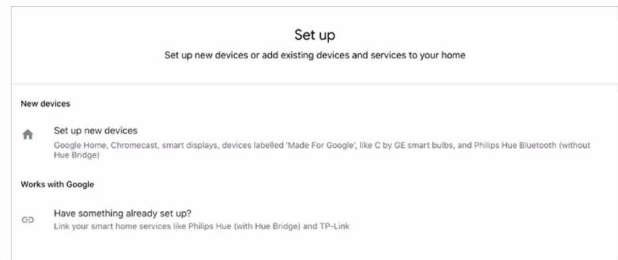 Set up
Set up new devices or add existing devices and services to your home
New devices
Set up new devices
Google Home, Chromecast, smart displays, devices labelled 'Made For Google', like C by GE smart bulbs, and Philips Hue Bluetooth (without
Hue Bridge)
Works with Google
Have something already set up?
Link your smart home services like Philips Hue (with Hue Bridge) and TP-Link